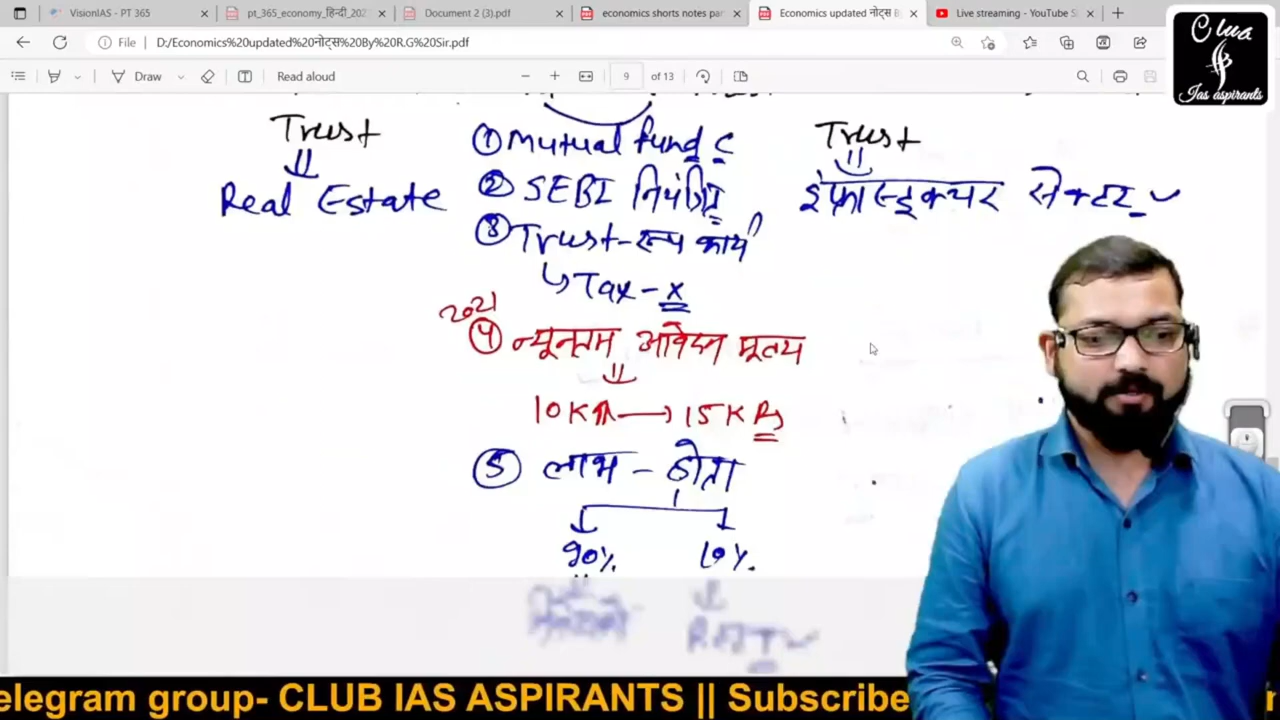 VisionIAS - PT 365
pt_365_economy_हिन्दी_202
Document 2 (3).pdf
economics shorts notes par
Economics updated नोट्स B
Live streaming - YouTube S
File D:/Economics%20updated%20नोट्स%20By%20R.G%20Sir.pdf
Draw Read aloud 9 of 13
Club
Ias aspirants
Trust
Real Estate
① Mutual fund C
② SEBI नियंत्रित
③ Trust-रूप कार्य
Tax - x
2021
④ न्यूनतम आवेदन मूल्य
10K → 15K Rs
⑤ लाभ - होता
90% 10%.
Trust
इंफ्रास्ट्रक्चर सेक्टर
elegram group- CLUB IAS ASPIRANTS || Subscribe